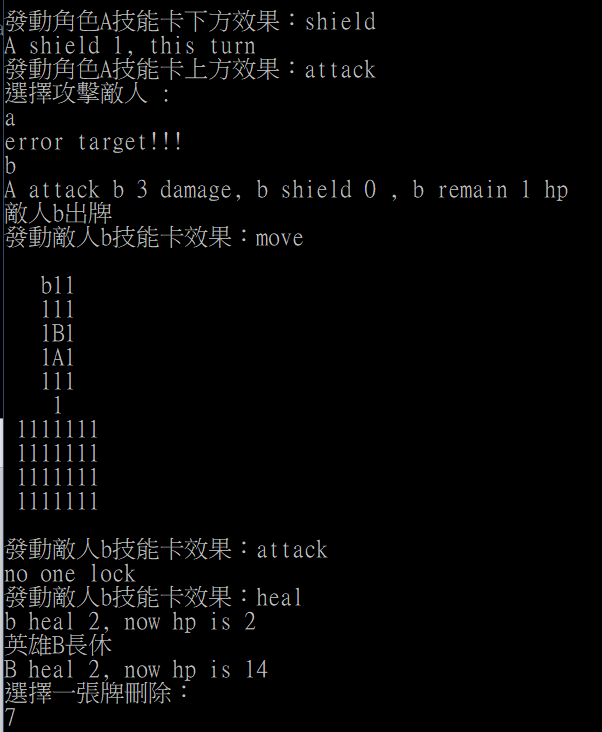 發動角色A技能卡下方效果：shield
A shield 1, this turn
發動角色A技能卡上方效果：attack
選擇攻擊敵人 :
a
error target!!!
b
A attack b 3 damage, b shield 0 , b remain 1 hp
敵人b出牌
發動敵人b技能卡效果：move
b11
111
1B1
1A1
111
1
1111111
1111111
1111111
1111111
發動敵人b技能卡效果：attack
no one lock
發動敵人b技能卡效果：heal
b heal 2, now hp is 2
英雄B長休
B heal 2, now hp is 14
選擇一張牌刪除：
7